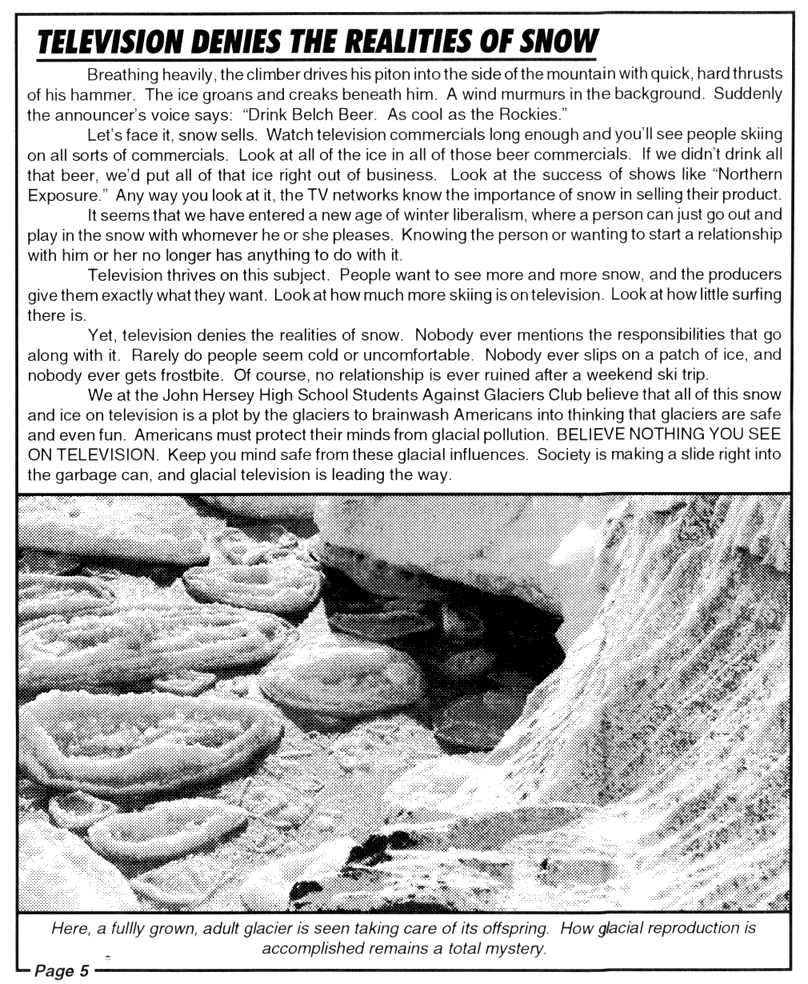 TELEVISION DENIES THE REALITIES OF SNOW
Breathing heavily, the climber drives his piton into the side of the mountain with quick, hard thrusts
of his hammer. The ice groans and creaks beneath him. A wind murmurs in the background. Suddenly
the announcer's voice says: "Drink Belch Beer. As cool as the Rockies."
Let's face it, snow sells. Watch television commercials long enough and you'll see people skiing
on all sorts of commercials. Look at all of the ice in all of those beer commercials. If we didn't drink all
that beer, we'd put all of that ice right out of business. Look at the success of shows like "Northern
Exposure." Any way you look at it, the TV networks know the importance of snow in selling their product.
It seems that we have entered a new age of winter liberalism, where a person can just go out and
play in the snow with whomever he or she pleases. Knowing the person or wanting to start a relationship
with him or her no longer has anything to do with it.
Television thrives on this subject. People want to see more and more snow, and the producers
give them exactly what they want. Look at how much more skiing is on television. Look at how little surfing
there is.
Yet, television denies the realities of snow. Nobody ever mentions the responsibilities that go
along with it. Rarely do people seem cold or uncomfortable. Nobody ever slips on a patch of ice, and
nobody ever gets frostbite. Of course, no relationship is ever ruined after a weekend ski trip.
We at the John Hersey High School Students Against Glaciers Club believe that all of this snow
and ice on television is a plot by the glaciers to brainwash Americans into thinking that glaciers are safe
and even fun. Americans must protect their minds from glacial pollution. BELIEVE NOTHING YOU SEE
ON TELEVISION. Keep you mind safe from these glacial influences. Society is making a slide right into
the garbage can, and glacial television is leading the way.
Here, a fullly grown, adult glacier is seen taking care of its offspring. How glacial reproduction is
accomplished remains a total mystery.
Page 5